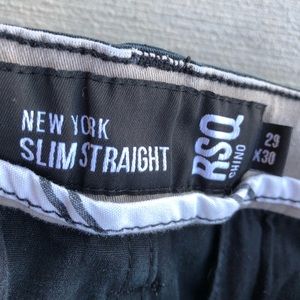 NEW YORK
SLIM STRAIGHT
RSQ
CHINO
29
X30